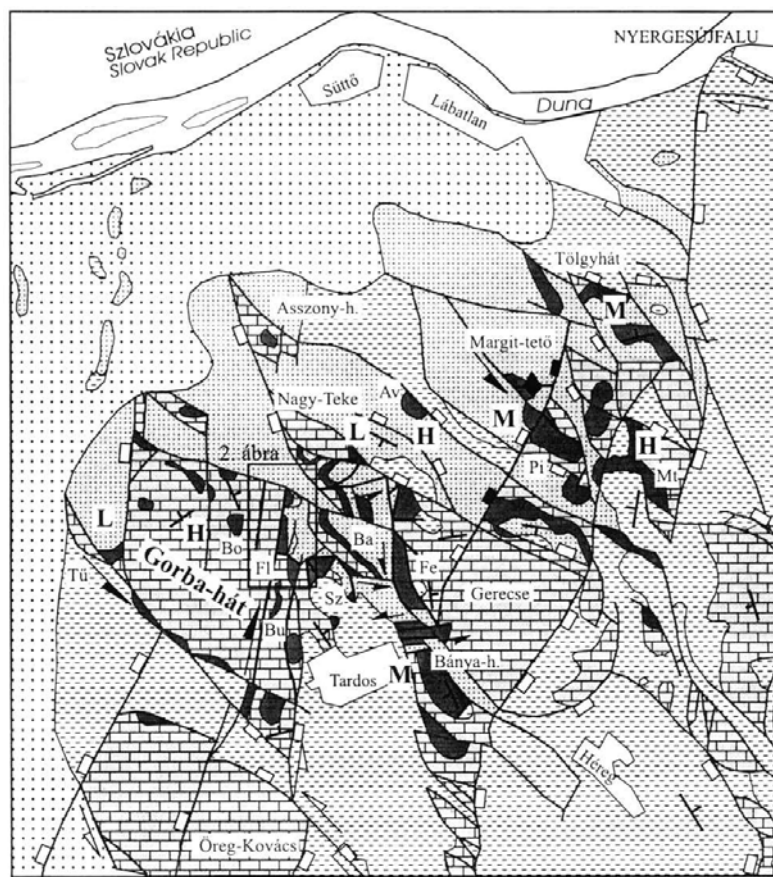 NYERGESÚJFALU
Szlovákia
Slovak Republic
Süttő
Duna
Lábatlan
Tölgyhát
M
Asszony-h.
Margit-tető
Nagy-Teke
Av
L
H
M
H
2. ábra
Pi
Mt
L
H
Bo
Fl
Ba
Fe
Gorba-hát
Tű
Sz
Gerecse
Bu
Tardos
M
Bánya-h.
Héreg
Öreg-Kovács